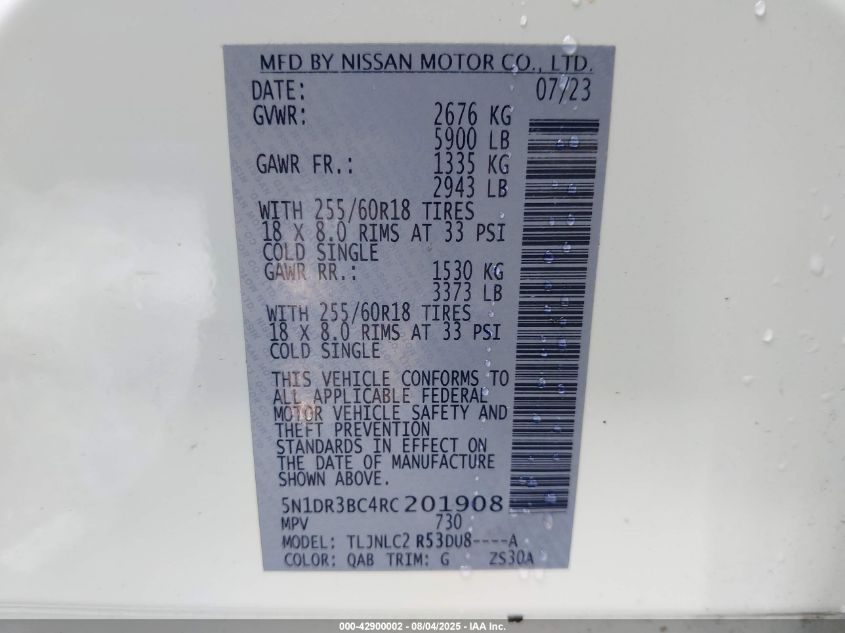 MFD BY NISSAN MOTOR CO., LTD.
DATE: 07/23
GVWR: 2676 KG
5900 LB
GAWR FR.: 1335 KG
2943 LB
WITH 255/60R18 TIRES
18 X 8.0 RIMS AT 33 PSI
COLD SINGLE
GAWR RR.: 1530 KG
3373 LB
WITH 255/60R18 TIRES
18 X 8.0 RIMS AT 33 PSI
COLD SINGLE
THIS VEHICLE CONFORMS TO
ALL APPLICABLE FEDERAL
MOTOR VEHICLE SAFETY AND
THEFT PREVENTION
STANDARDS IN EFFECT ON
THE DATE OF MANUFACTURE
SHOWN ABOVE.
5N1DR3BC4RC201908
MPV 730
MODEL: TLJNLC2 R53DU8----A
COLOR: QAB TRIM: G ZS30A
000-42900002 - 08/04/2025 - IAA Inc.